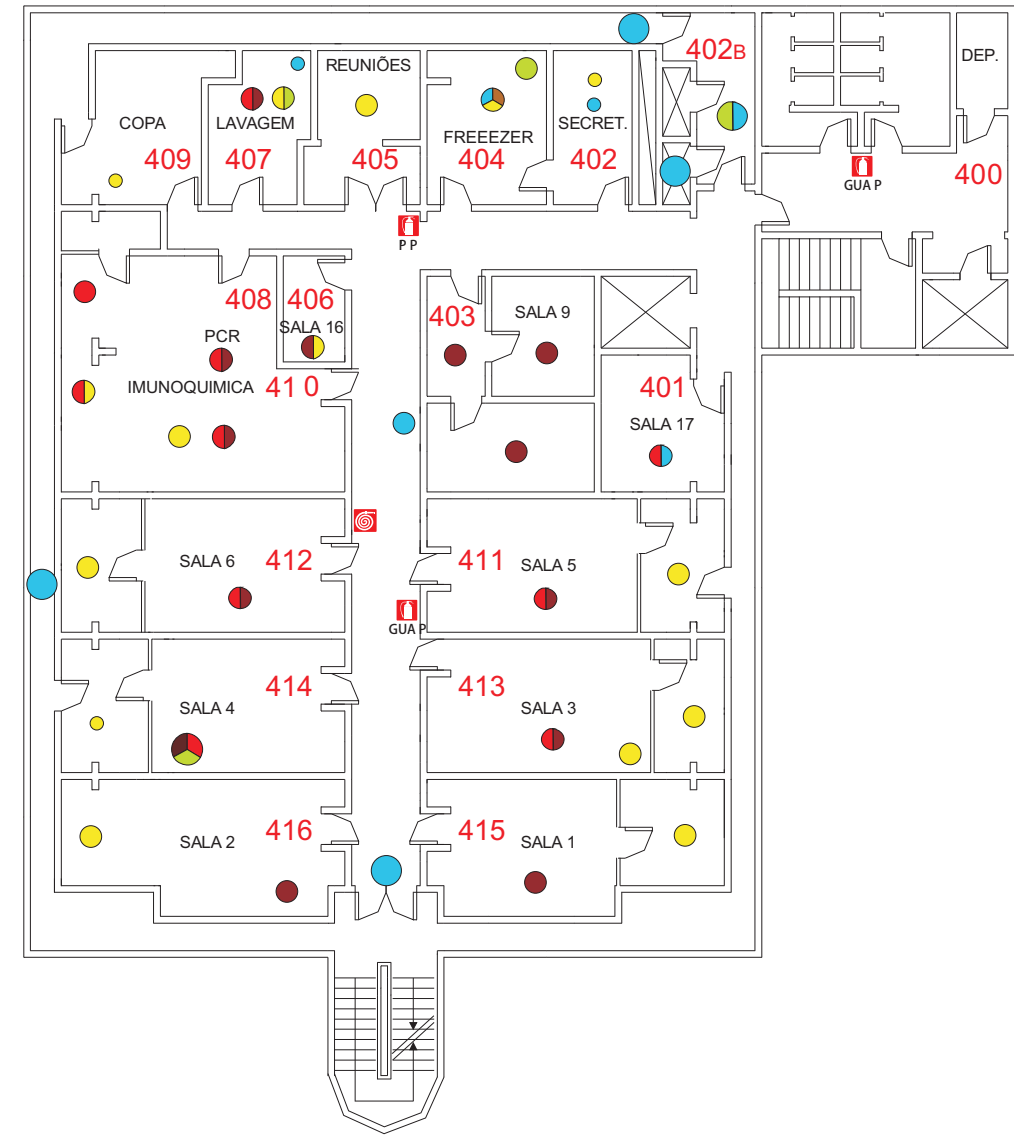 402B
DEP.
REUNIÕES
COPA
LAVAGEM
FREEEZER
SECRET.
409
407
405
404
402
400
GUA P
P P
408
406
403
SALA 9
SALA 16
PCR
IMUNOQUIMICA
41 0
401
SALA 17
SALA 6
412
411
SALA 5
GUA P
414
413
SALA 4
SALA 3
416
415
SALA 2
SALA 1